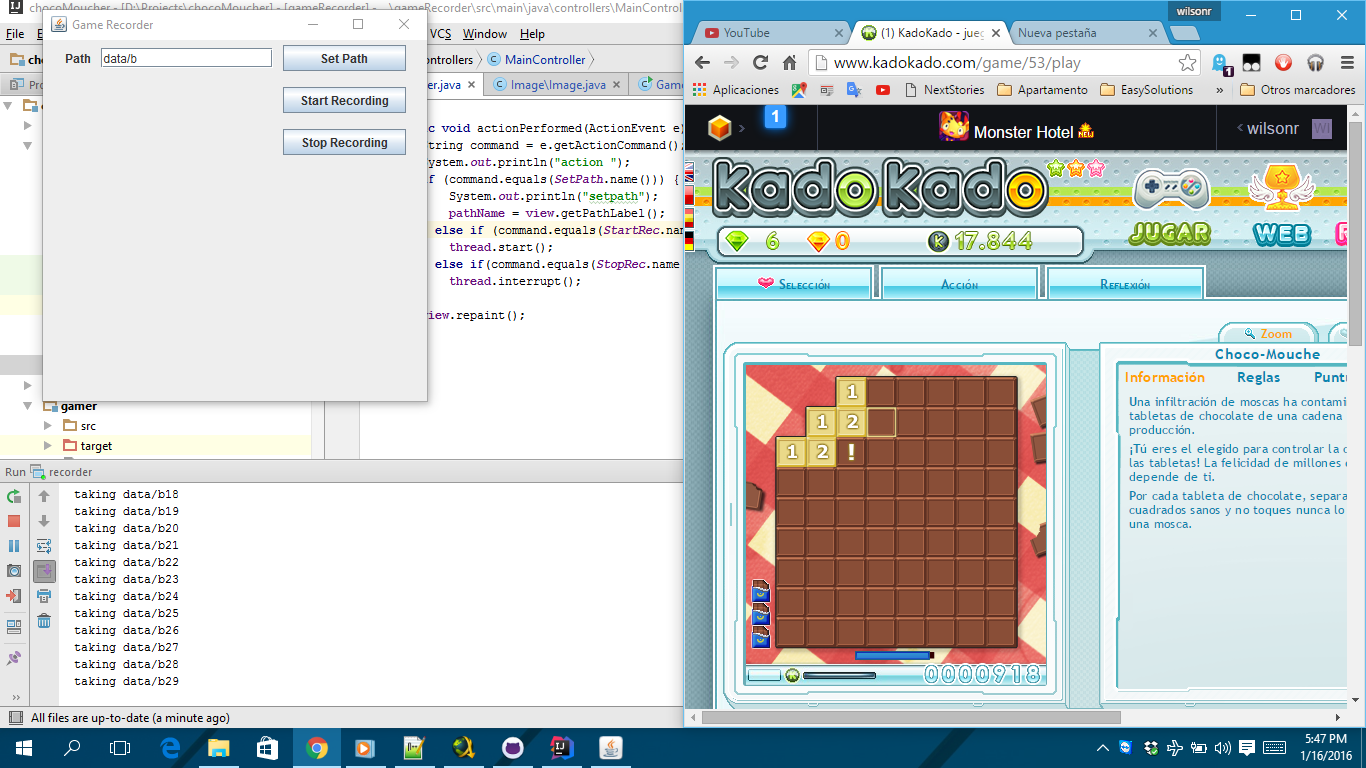 chocoMoucher - [D:\Projects\chocoMoucher] - [gameRecorder] - ...\gameRecorder\src\main\java\controllers\MainControl
Game Recorder
Path
data/b
Set Path
Start Recording
Stop Recording
File
VCS
Window
Help
ntrollers
MainController
er.java
Image\Image.java
Game
c void actionPerformed(ActionEvent e)
tring command = e.getActionCommand();
ystem.out.println("action ");
f (command.equals(SetPath.name())) {
System.out.println("setpath");
pathName = view.getPathLabel();
else if (command.equals(StartRec.nam
thread.start();
else if(command.equals(StopRec.name
thread.interrupt();
iew.repaint();
gamer
src
target
Run
recorder
taking data/b18
taking data/b19
taking data/b20
taking data/b21
taking data/b22
taking data/b23
taking data/b24
taking data/b25
taking data/b26
taking data/b27
taking data/b28
taking data/b29
All files are up-to-date (a minute ago)
wilsonr
YouTube
(1) KadoKado - jueg
Nueva pestaña
www.kadokado.com/game/53/play
1
Aplicaciones
NextStories
Apartamento
EasySolutions
»
Otros marcadores
1
Monster Hotel
NEW
wilsonr
WI
KadoKado
JUGAR
WEB
6
0
K
17.844
Selección
Acción
Reflexión
Zoom
Choco-Mouche
Información
Reglas
Puntu
Una infiltración de moscas ha contami
tabletas de chocolate de una cadena
producción.
¡Tú eres el elegido para controlar la c
las tabletas! La felicidad de millones
depende de ti.
Por cada tableta de chocolate, separa
cuadrados sanos y no toques nunca lo
una mosca.
1
1 2
1 2 !
0000918
5:47 PM
1/16/2016